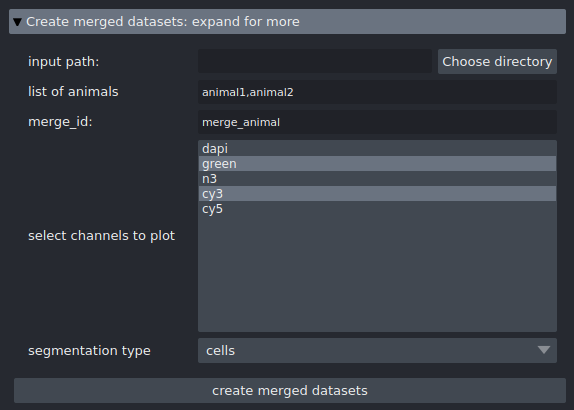 Create merged datasets: expand for more
input path:
Choose directory
list of animals
animal1,animal2
merge_id:
merge_animal
select channels to plot
dapi
green
n3
cy3
cy5
segmentation type
cells
create merged datasets